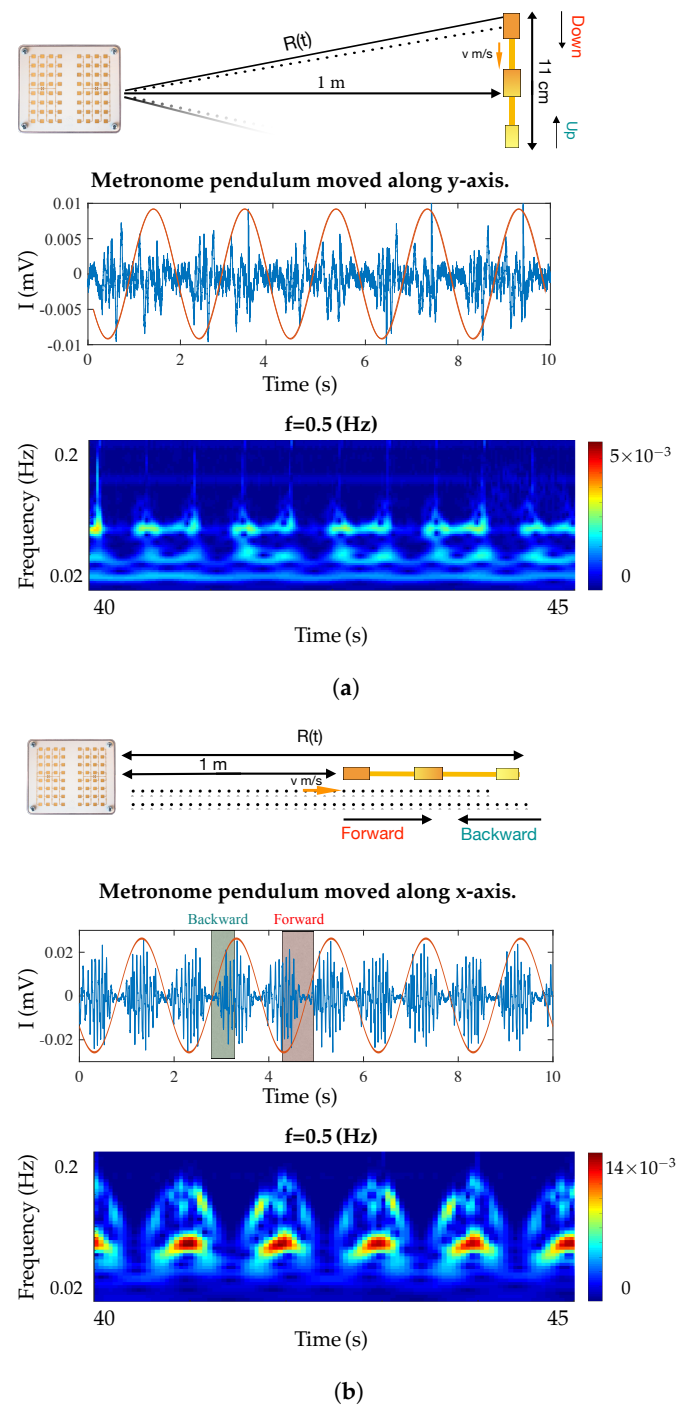 R(t)
Down
v m/s
1 m
11 cm
Up
Metronome pendulum moved along y-axis.
0.01
0.005
0
-0.005
-0.01
I (mV)
0 2 4 6 8 10
Time (s)
f=0.5 (Hz)
0.2
0.02
Frequency (Hz)
5×10⁻³
0
40 45
Time (s)
(a)
R(t)
1 m
v m/s
Forward Backward
Metronome pendulum moved along x-axis.
Backward Forward
0.02
0
-0.02
I (mV)
0 2 4 6 8 10
Time (s)
f=0.5 (Hz)
0.2
0.02
Frequency (Hz)
14×10⁻³
0
40 45
Time (s)
(b)